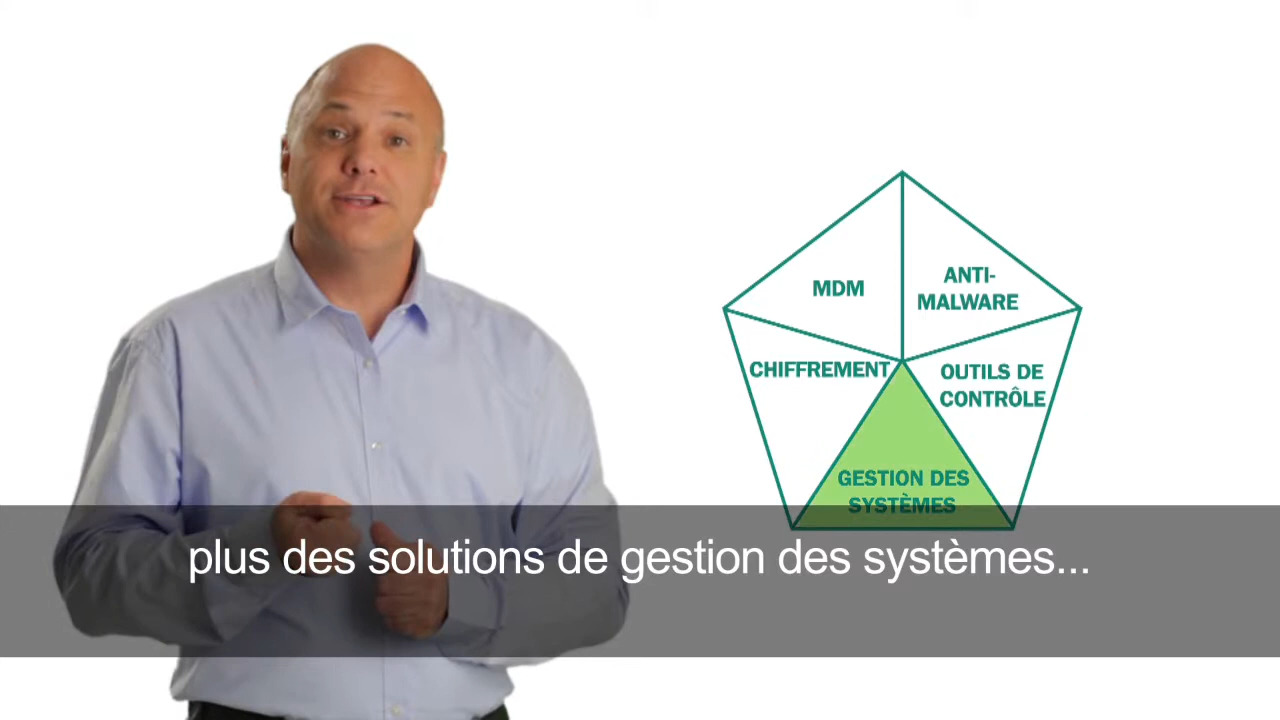 MDM
ANTI-
MALWARE
CHIFFREMENT
OUTILS DE
CONTRÔLE
GESTION DES
SYSTÈMES
plus des solutions de gestion des systèmes...